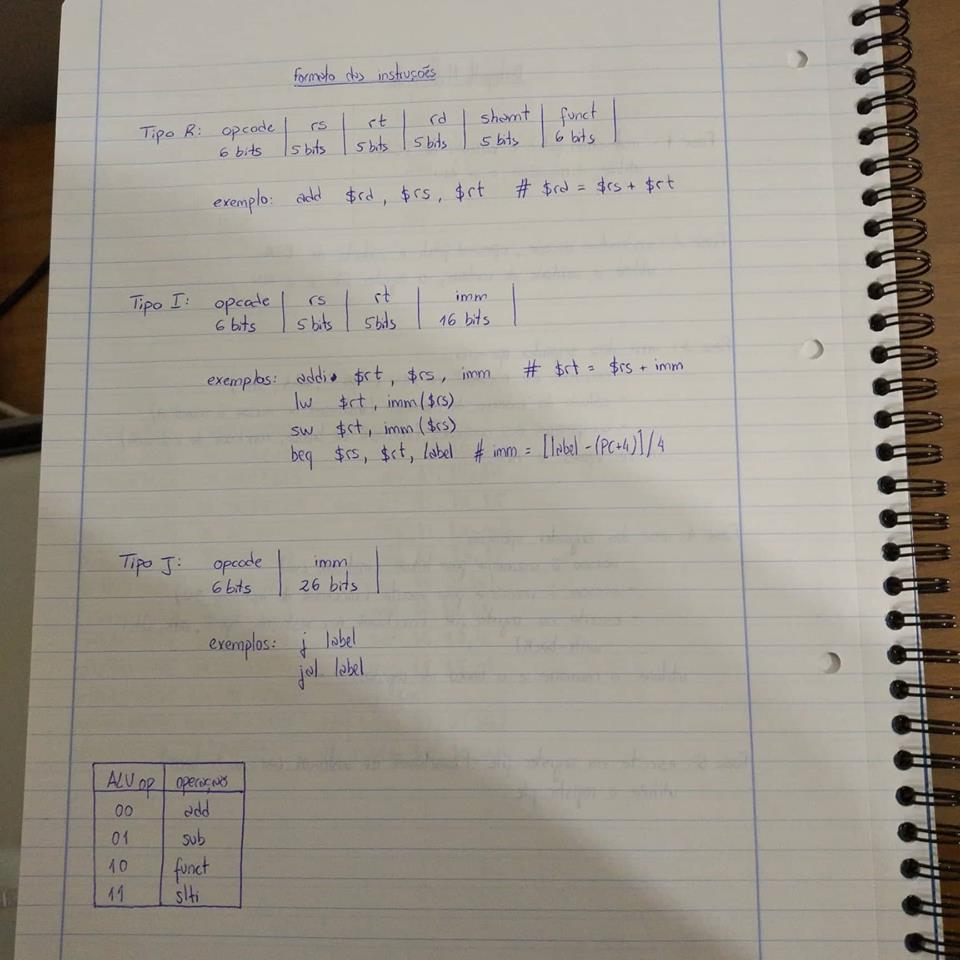 Formato das instruções
Tipo R: opcode | rs | rt | rd | shamt | funct |
6 bits | 5 bits | 5 bits | 5 bits | 5 bits | 6 bits |
exemplo: add $rd, $rs, $rt # $rd = $rs + $rt
Tipo I: opcode | rs | rt | imm |
6 bits | 5 bits | 5 bits | 16 bits |
exemplos: addi $rt, $rs, imm # $rt = $rs + imm
lw $rt, imm($rs)
sw $rt, imm($rs)
beq $rs, $rt, label # imm = [label-(PC+4)]/4
Tipo J: opcode | imm |
6 bits | 26 bits |
exemplos: j label
jal label
ALUop | operações
00 | add
01 | sub
10 | funct
11 | slti